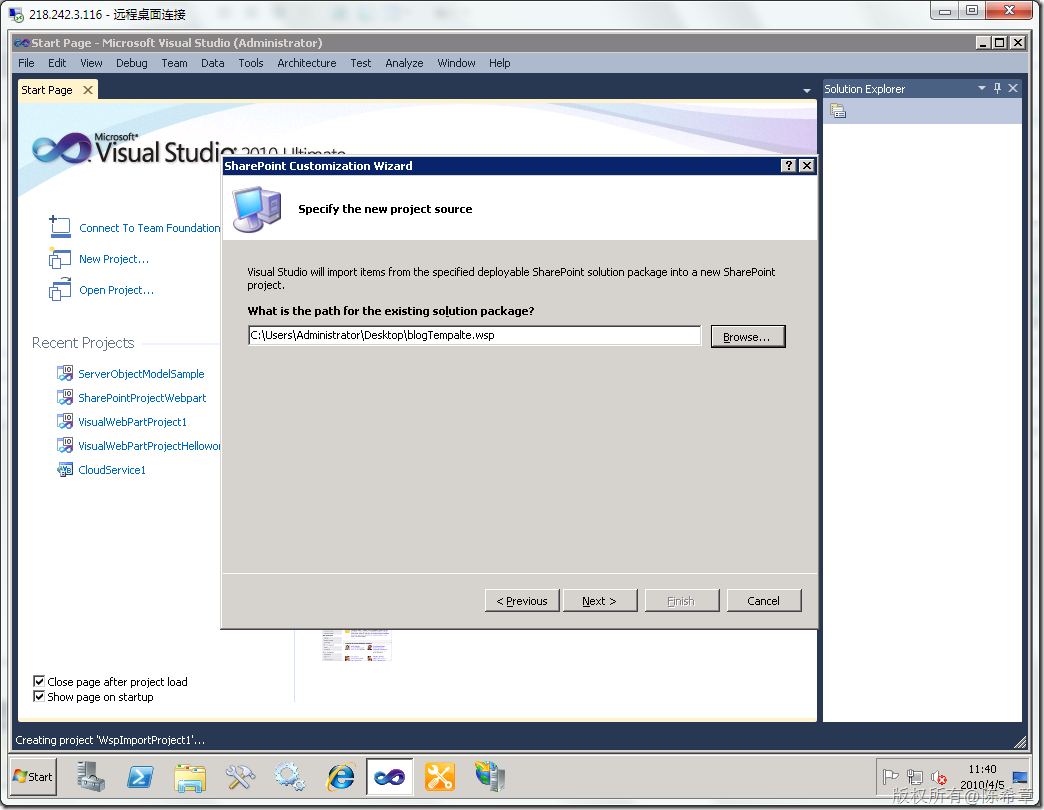 218.242.3.116 - 远程桌面连接
Start Page - Microsoft Visual Studio (Administrator)
File Edit View Debug Team Data Tools Architecture Test Analyze Window Help
Start Page
Solution Explorer
Microsoft®
Visual Studio 2010 Ultimate
SharePoint Customization Wizard
Specify the new project source
Connect To Team Foundation
New Project...
Open Project...
Visual Studio will import items from the specified deployable SharePoint solution package into a new SharePoint
project.
What is the path for the existing solution package?
C:\Users\Administrator\Desktop\blogTempalte.wsp
Browse...
Recent Projects
ServerObjectModelSample
SharePointProjectWebpart
VisualWebPartProject1
VisualWebPartProjectHellowor
CloudService1
< Previous
Next >
Finish
Cancel
Close page after project load
Show page on startup
Creating project 'WspImportProject1'...
Start
11:40
2010/4/5
版权所有@陈希章